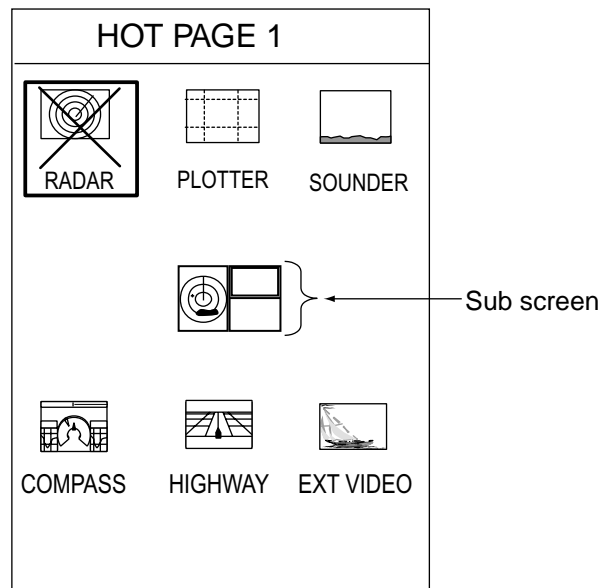 HOT PAGE 1
RADAR PLOTTER SOUNDER
Sub screen
COMPASS HIGHWAY EXT VIDEO